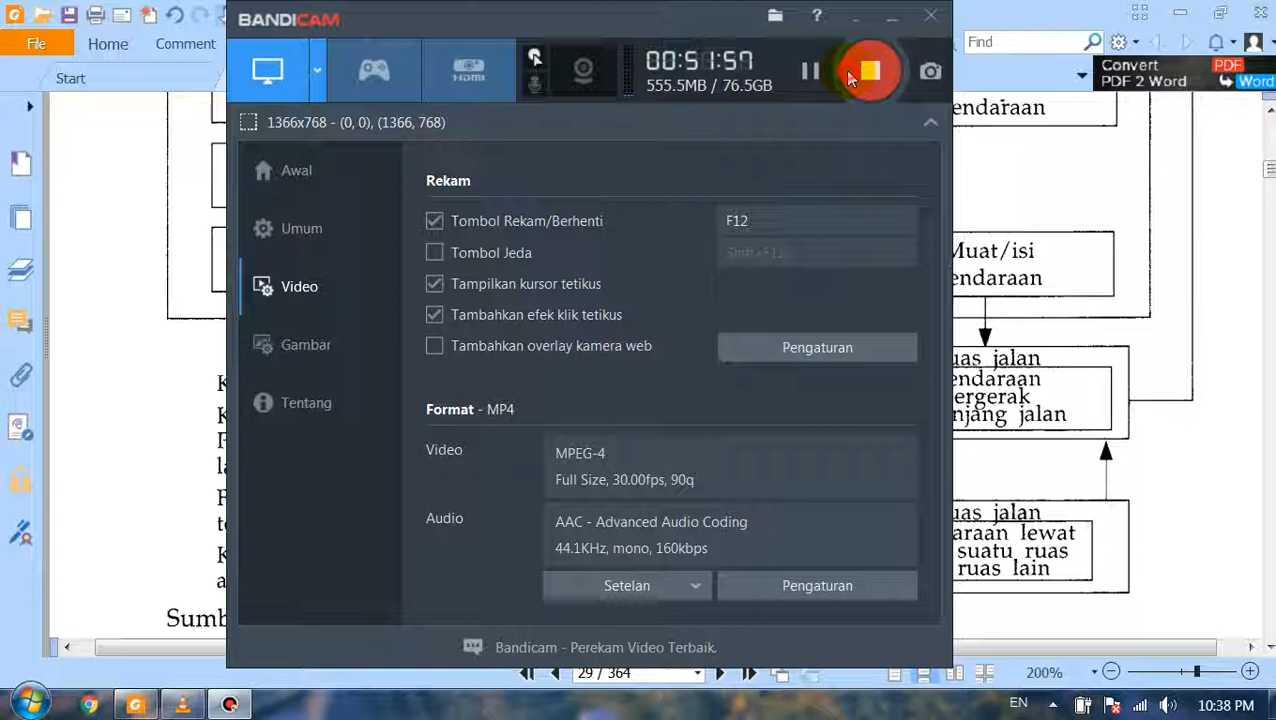 BANDICAM
File
Home
Comment
Find
Start
Convert
PDF
PDF 2 Word
Word
00:51:57
555.5MB / 76.5GB
HDMI
1366x768 - (0, 0), (1366, 768)
Awal
Umum
Video
Gambar
Tentang
Rekam
Tombol Rekam/Berhenti
F12
Tombol Jeda
Shift+F12
Tampilkan kursor tetikus
Tambahkan efek klik tetikus
Tambahkan overlay kamera web
Pengaturan
Format - MP4
Video
MPEG-4
Full Size, 30.00fps, 90q
Audio
AAC - Advanced Audio Coding
44.1KHz, mono, 160kbps
Setelan
Pengaturan
Bandicam - Perekam Video Terbaik.
endaraan
Muat/isi
endaraan
uas jalan
endaraan
ergerak
njang jalan
uas jalan
araan lewat
suatu ruas
ruas lain
Sumb
29 / 364
200%
EN
10:38 PM